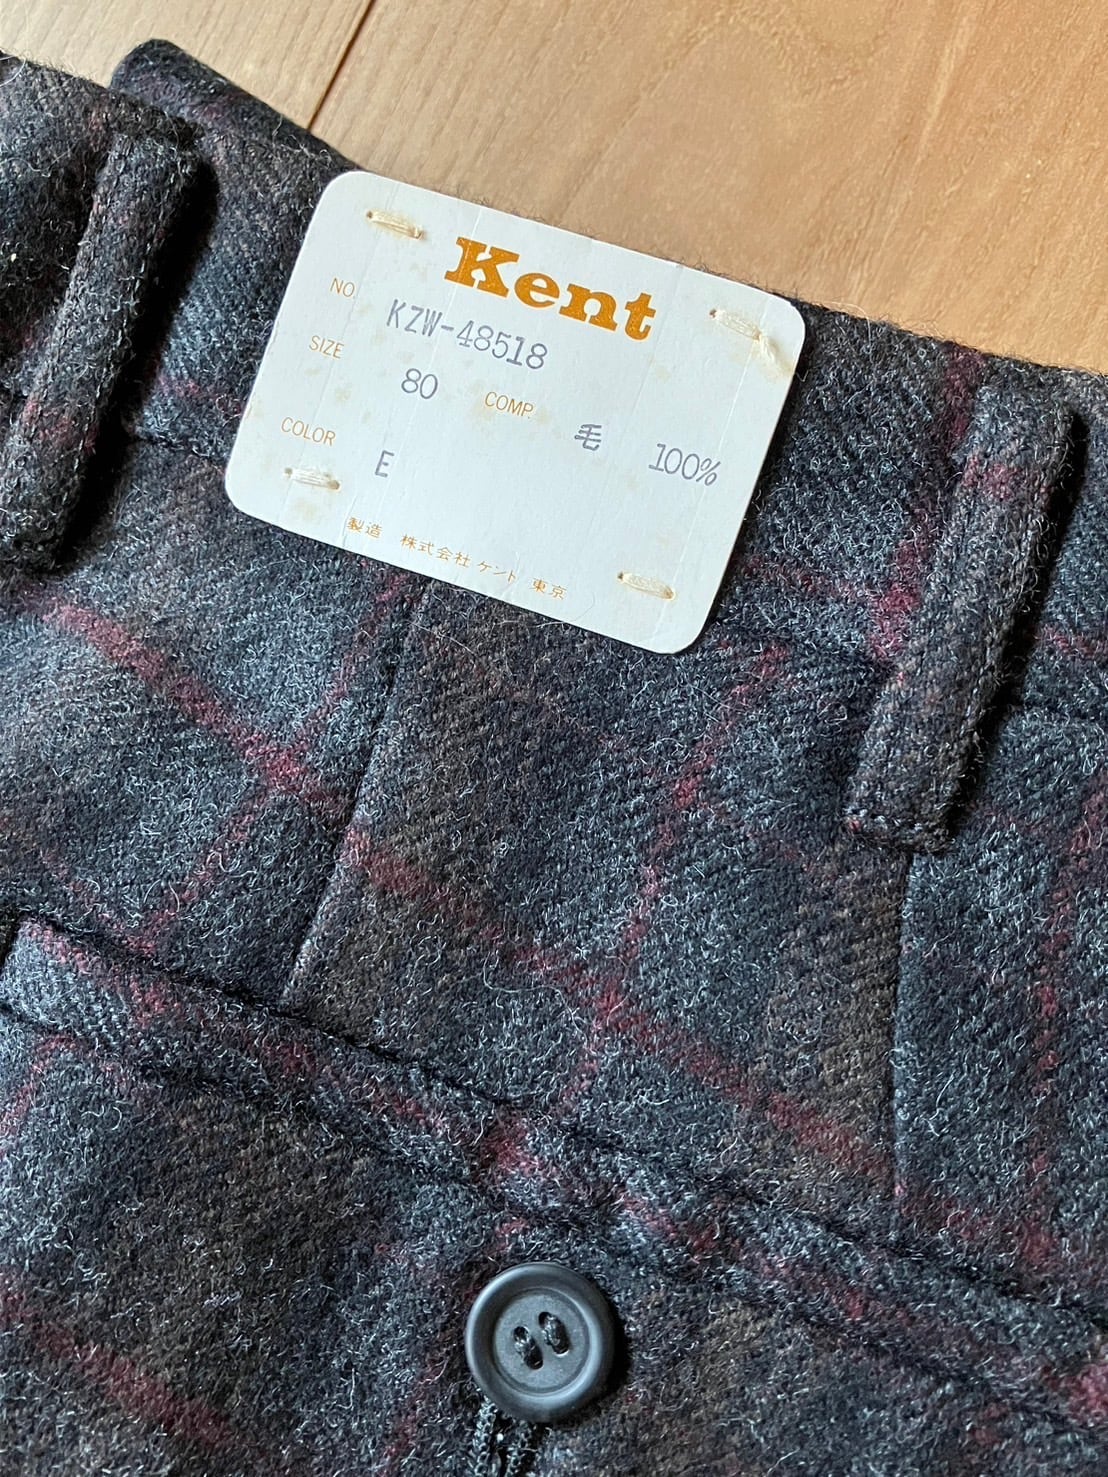 Kent
NO KZW-48518
SIZE 80 COMP. 毛 100%
COLOR E
製造 株式会社 ケント 東京